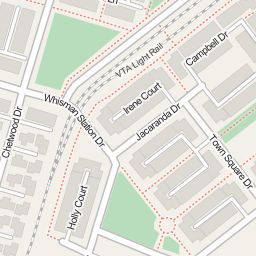 VTA Light Rail
Campbell Dr
Irene Court
Chetwood Dr
Whisman Station Dr
Jacaranda Dr
Town Square Dr
Holly Court